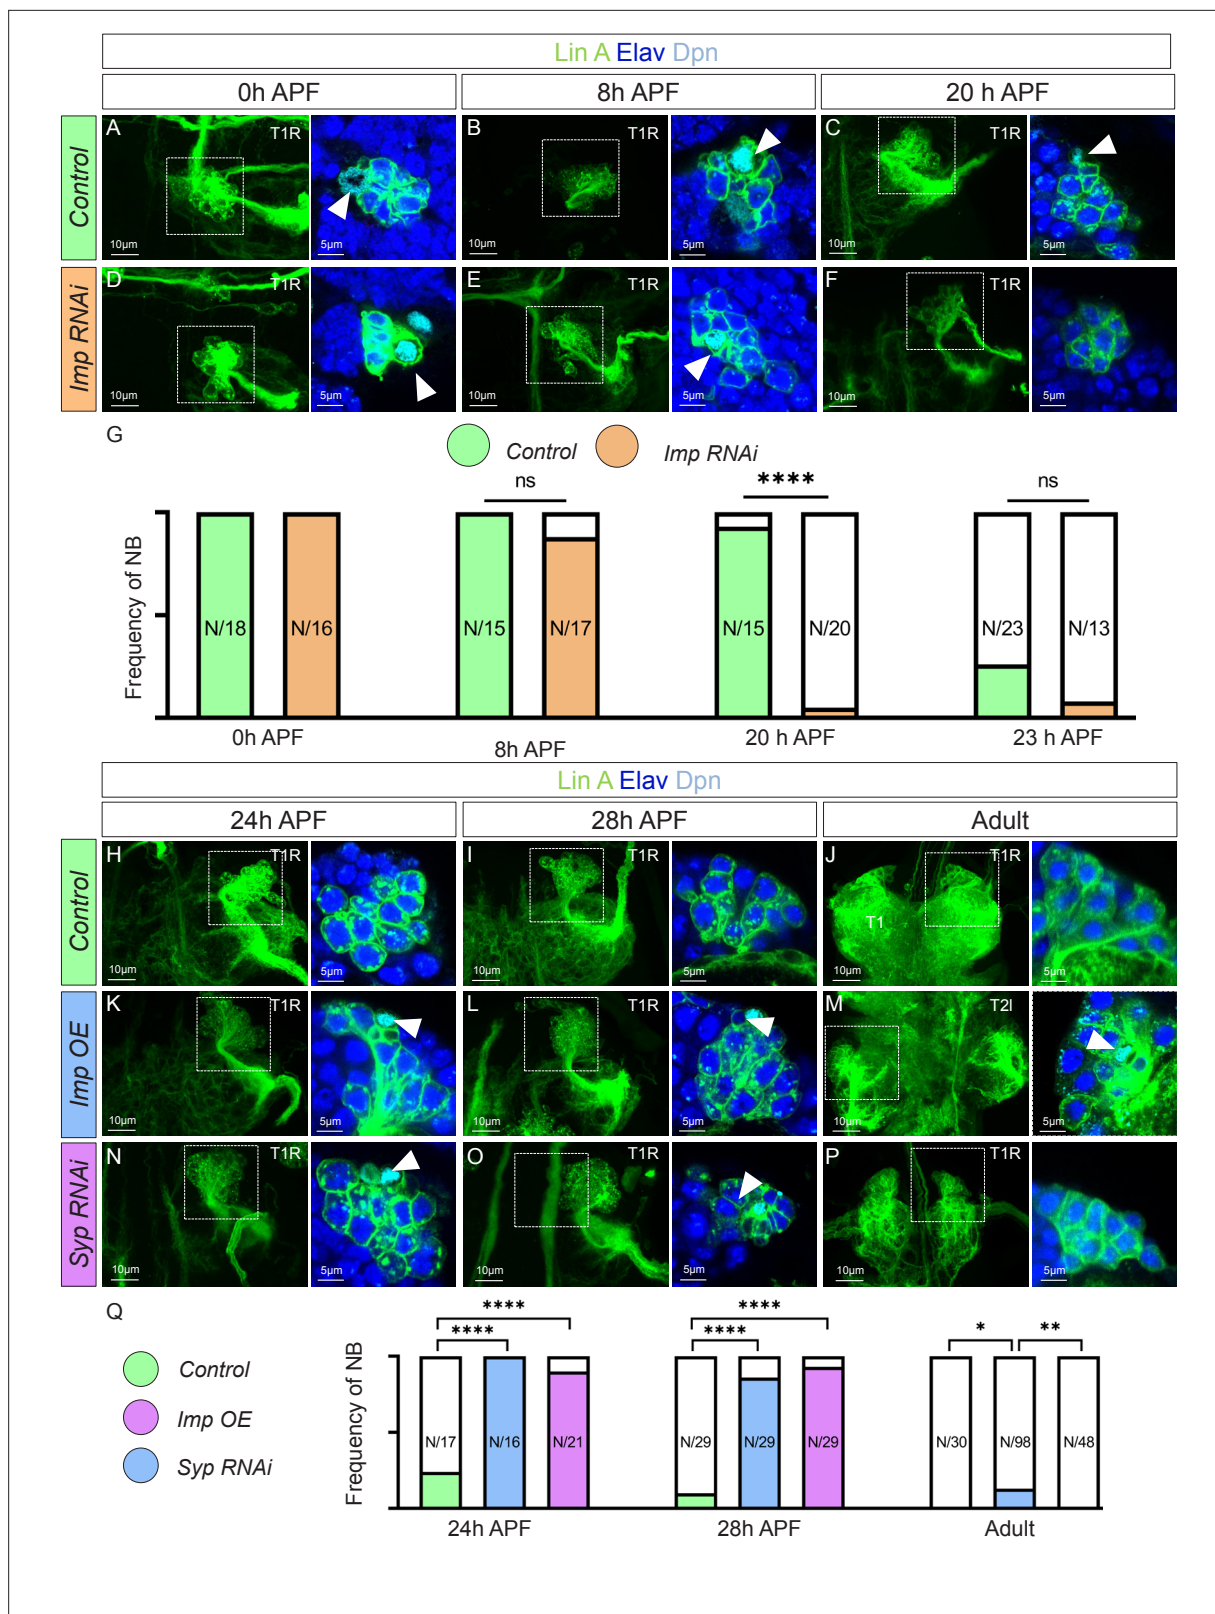 Lin A Elav Dpn
0h APF 8h APF 20 h APF
Control
A T1R 10µm 5µm B T1R 10µm 5µm C T1R 10µm 5µm
Imp RNAi
D T1R 10µm 5µm E T1R 10µm 5µm F T1R 10µm 5µm
G
Control Imp RNAi
ns **** ns
Frequency of NB
N/18 N/16 N/15 N/17 N/15 N/20 N/23 N/13
0h APF 8h APF 20 h APF 23 h APF
Lin A Elav Dpn
24h APF 28h APF Adult
Control
H T1R 10µm 5µm I T1R 10µm 5µm J T1R T1 10µm 5µm
Imp OE
K T1R 10µm 5µm L T1R 10µm 5µm M T2l 10µm 5µm
Syp RNAi
N T1R 10µm 5µm O T1R 10µm 5µm P T1R 10µm 5µm
Q
Control
Imp OE
Syp RNAi
**** ****
**** **** * **
Frequency of NB
N/17 N/16 N/21 N/29 N/29 N/29 N/30 N/98 N/48
24h APF 28h APF Adult